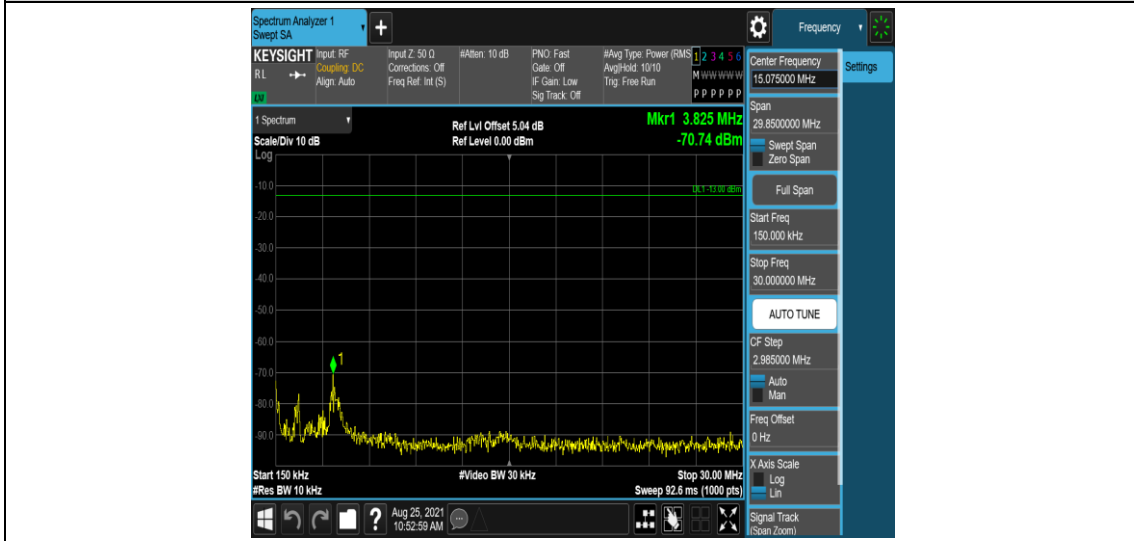 Spectrum Analyzer 1
Swept SA
+
Frequency
KEYSIGHT
RL
Input: RF
Coupling: DC
Align: Auto
Input Z: 50 Ω
Corrections: Off
Freq Ref: Int (S)
#Atten: 10 dB
PNO: Fast
Gate: Off
IF Gain: Low
Sig Track: Off
#Avg Type: Power (RMS
Avg|Hold: 10/10
Trig: Free Run
1 2 3 4 5 6
M W W W W W
P P P P P P
1 Spectrum
Scale/Div 10 dB
Log
Ref Lvl Offset 5.04 dB
Ref Level 0.00 dBm
Mkr1 3.825 MHz
-70.74 dBm
DL1 -13.00 dBm
-10.0
-20.0
-30.0
-40.0
-50.0
-60.0
-70.0
-80.0
-90.0
1
Start 150 kHz
#Res BW 10 kHz
#Video BW 30 kHz
Stop 30.00 MHz
Sweep 92.6 ms (1000 pts)
?
Aug 25, 2021
10:52:59 AM
Center Frequency
15.075000 MHz
Settings
Span
29.8500000 MHz
Swept Span
Zero Span
Full Span
Start Freq
150.000 kHz
Stop Freq
30.000000 MHz
AUTO TUNE
CF Step
2.985000 MHz
Auto
Man
Freq Offset
0 Hz
X Axis Scale
Log
Lin
Signal Track
(Span Zoom)